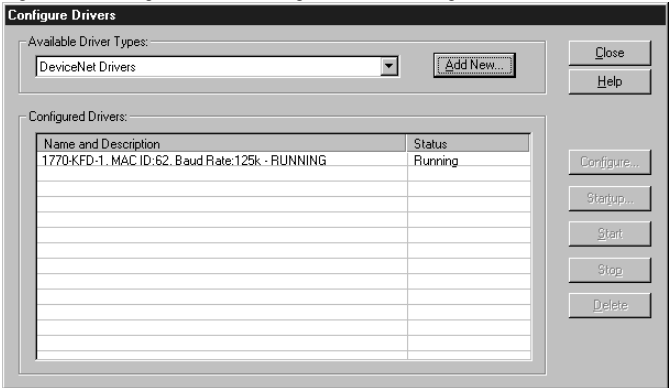 Configure Drivers
Available Driver Types:
DeviceNet Drivers
Add New...
Close
Help
Configured Drivers:
Name and Description Status
1770-KFD-1, MAC ID:62, Baud Rate:125k - RUNNING Running
Configure...
Startup...
Start
Stop
Delete